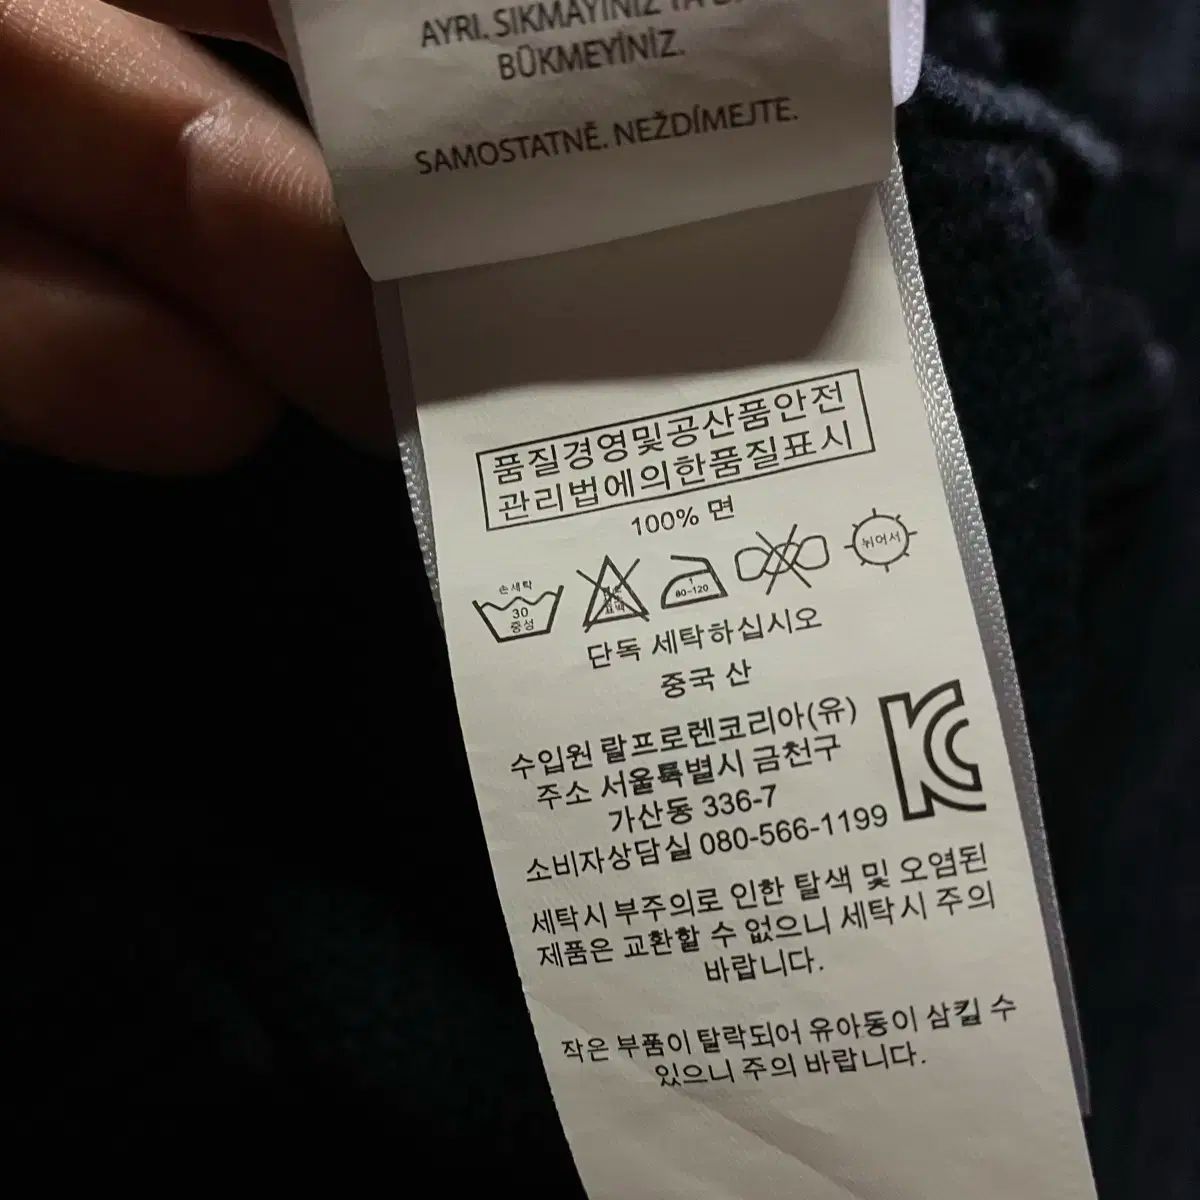 AYRI. SIKMAYINIZ YA DA
BÜKMEYİNİZ.
SAMOSTATNĚ. NEŽDÍMEJTE.
품질경영및공산품안전
관리법에의한품질표시
100% 면
손세탁
30
중성
1
80-120
뉘어서
단독 세탁하십시오
중국 산
수입원 랄프로렌코리아(유)
주소 서울특별시 금천구
가산동 336-7
소비자상담실 080-566-1199
KC
세탁시 부주의로 인한 탈색 및 오염된
제품은 교환할 수 없으니 세탁시 주의
바랍니다.
작은 부품이 탈락되어 유아동이 삼킬 수
있으니 주의 바랍니다.